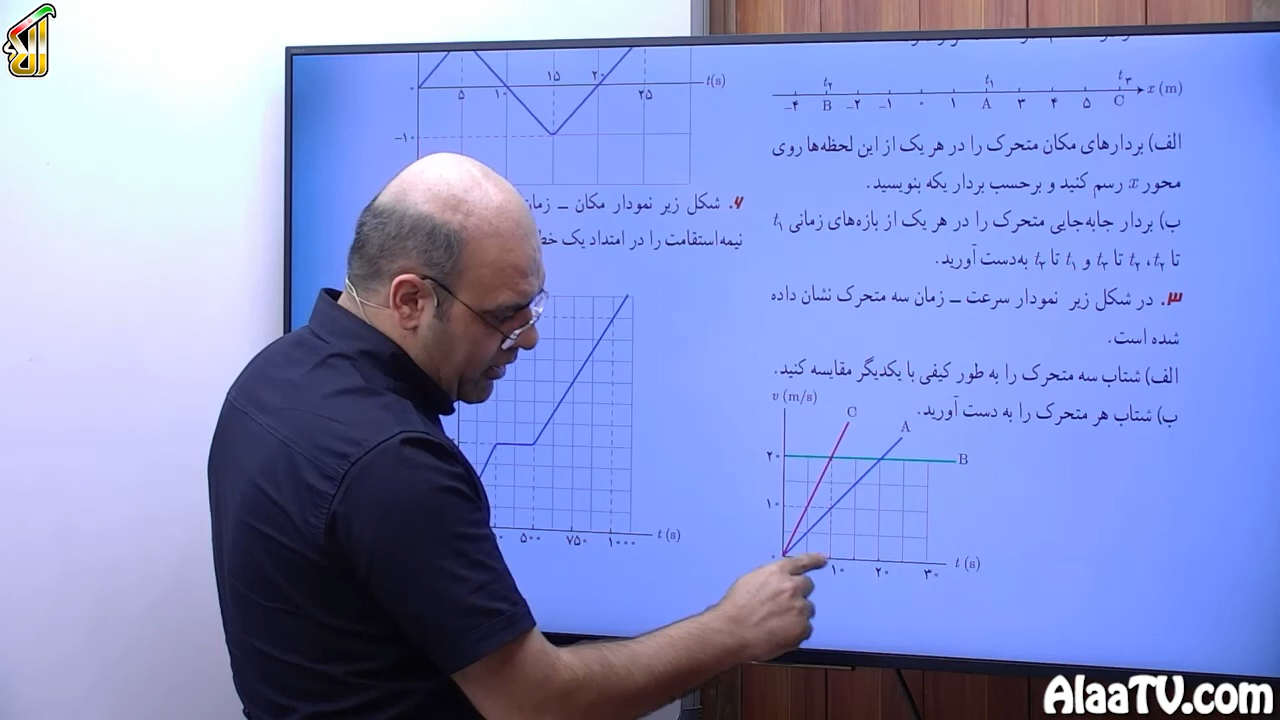 t₂ t₁ t₃
x (m)
-۴ B -۲ -۱ ۰ ۱ A ۳ ۴ ۵ C
الف) بردارهای مکان متحرک را در هر یک از این لحظه‌ها روی
محور x رسم کنید و برحسب بردار یکه بنویسید.
ب) بردار جابه‌جایی متحرک را در هر یک از بازه‌های زمانی t₁
تا t₂، t₂ تا t₃ و t₁ تا t₃ به‌دست آورید.
۳. در شکل زیر نمودار سرعت – زمان سه متحرک نشان داده
شده است.
الف) شتاب سه متحرک را به طور کیفی با یکدیگر مقایسه کنید.
ب) شتاب هر متحرک را به دست آورید.
v (m/s)
C
A
۲۰
B
۱۰
۰
۱۰ ۲۰ ۳۰
t (s)
۰ ۵ ۱۰ ۱۵ ۲۰ ۲۵
t(s)
-۱۰
۶. شکل زیر نمودار مکان – زمان
نیمه‌استقامت را در امتداد یک خط
۵۰۰ ۷۵۰ ۱۰۰۰
t (s)
AlaaTV.com